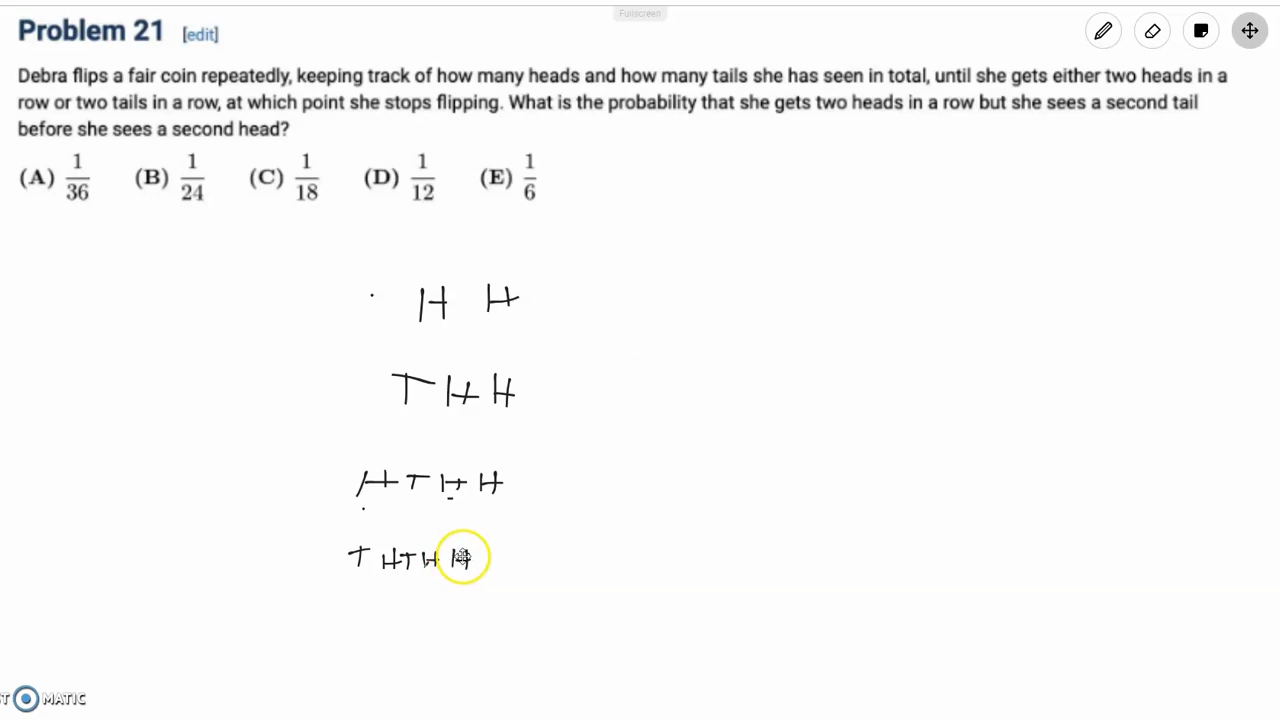 Fullscreen
Problem 21 [edit]
Debra flips a fair coin repeatedly, keeping track of how many heads and how many tails she has seen in total, until she gets either two heads in a
row or two tails in a row, at which point she stops flipping. What is the probability that she gets two heads in a row but she sees a second tail
before she sees a second head?
(A) 1/36 (B) 1/24 (C) 1/18 (D) 1/12 (E) 1/6
H H
T H H
H T H H
T H T H H
ST MATIC